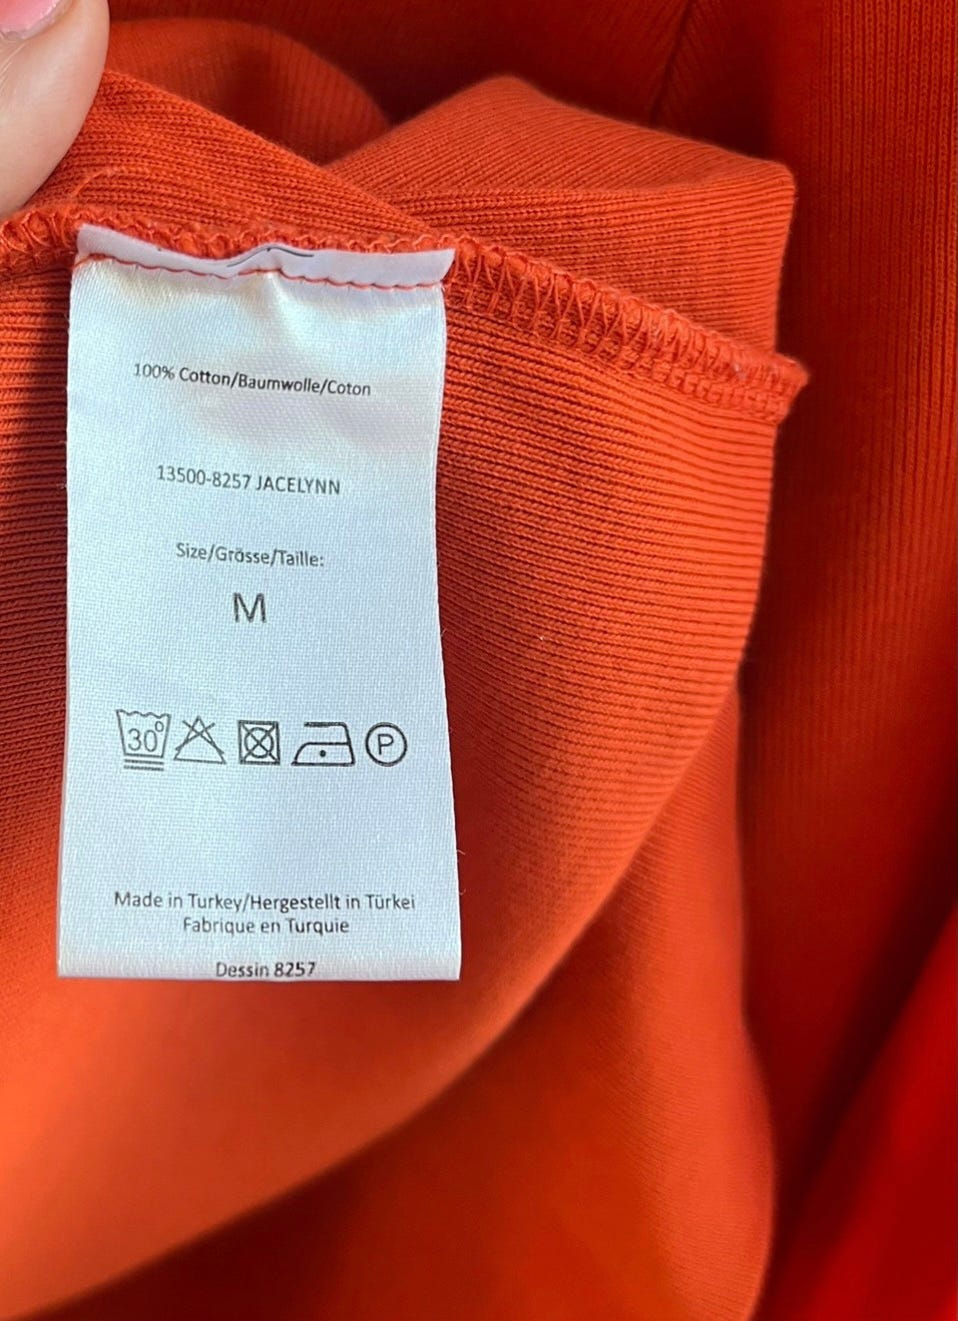 100% Cotton/Baumwolle/Coton
13500-8257 JACELYNN
Size/Grösse/Taille:
M
30° P
Made in Turkey/Hergestellt in Türkei
Fabrique en Turquie
Dessin 8257